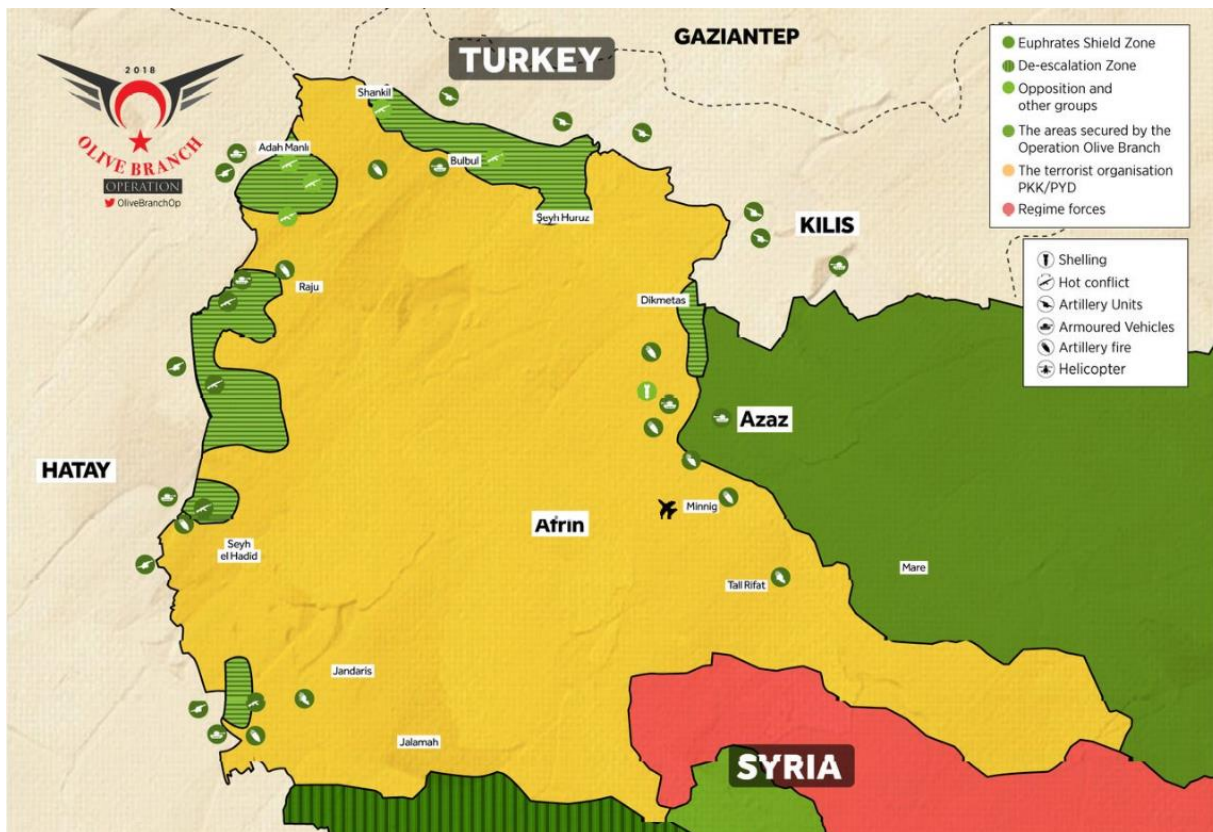 2018
OLIVE BRANCH
OPERATION
OliveBranchOp
TURKEY
GAZIANTEP
Euphrates Shield Zone
De-escalation Zone
Opposition and
other groups
The areas secured by the
Operation Olive Branch
The terrorist organisation
PKK/PYD
Regime forces
Shelling
Hot conflict
Artillery Units
Armoured Vehicles
Artillery fire
Helicopter
Shankil
Adah Manlı
Bulbul
Şeyh Huruz
KILIS
Raju
Dikmetas
Azaz
HATAY
Minnig
Afrin
Seyh
el Hadid
Mare
Tall Rifat
Jandaris
Jalamah
SYRIA